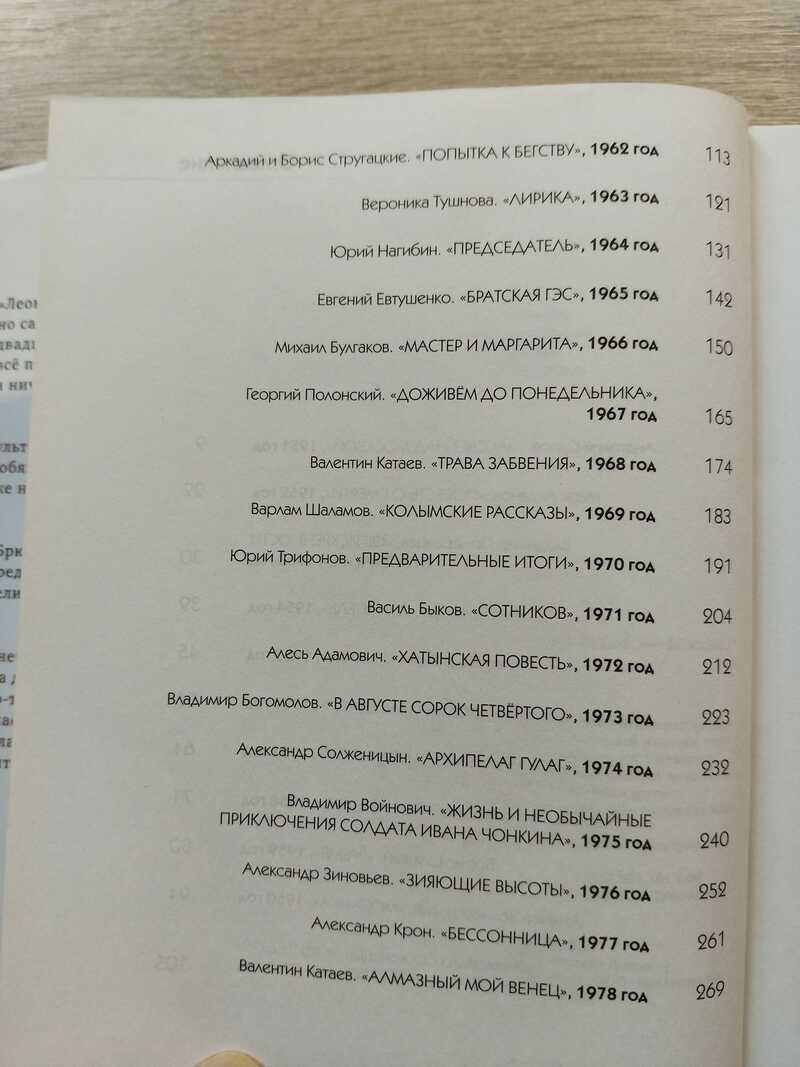 Аркадий и Борис Стругацкие. «ПОПЫТКА К БЕГСТВУ», 1962 год 113
Вероника Тушнова. «ЛИРИКА», 1963 год 121
Юрий Нагибин. «ПРЕДСЕДАТЕЛЬ», 1964 год 131
Евгений Евтушенко. «БРАТСКАЯ ГЭС», 1965 год 142
Михаил Булгаков. «МАСТЕР И МАРГАРИТА», 1966 год 150
Георгий Полонский. «ДОЖИВЁМ ДО ПОНЕДЕЛЬНИКА»,
1967 год 165
Валентин Катаев. «ТРАВА ЗАБВЕНИЯ», 1968 год 174
Варлам Шаламов. «КОЛЫМСКИЕ РАССКАЗЫ», 1969 год 183
Юрий Трифонов. «ПРЕДВАРИТЕЛЬНЫЕ ИТОГИ», 1970 год 191
Василь Быков. «СОТНИКОВ», 1971 год 204
Алесь Адамович. «ХАТЫНСКАЯ ПОВЕСТЬ», 1972 год 212
Владимир Богомолов. «В АВГУСТЕ СОРОК ЧЕТВЁРТОГО», 1973 год 223
Александр Солженицын. «АРХИПЕЛАГ ГУЛАГ», 1974 год 232
Владимир Войнович. «ЖИЗНЬ И НЕОБЫЧАЙНЫЕ
ПРИКЛЮЧЕНИЯ СОЛДАТА ИВАНА ЧОНКИНА», 1975 год 240
Александр Зиновьев. «ЗИЯЮЩИЕ ВЫСОТЫ», 1976 год 252
Александр Крон. «БЕССОННИЦА», 1977 год 261
Валентин Катаев. «АЛМАЗНЫЙ МОЙ ВЕНЕЦ», 1978 год 269